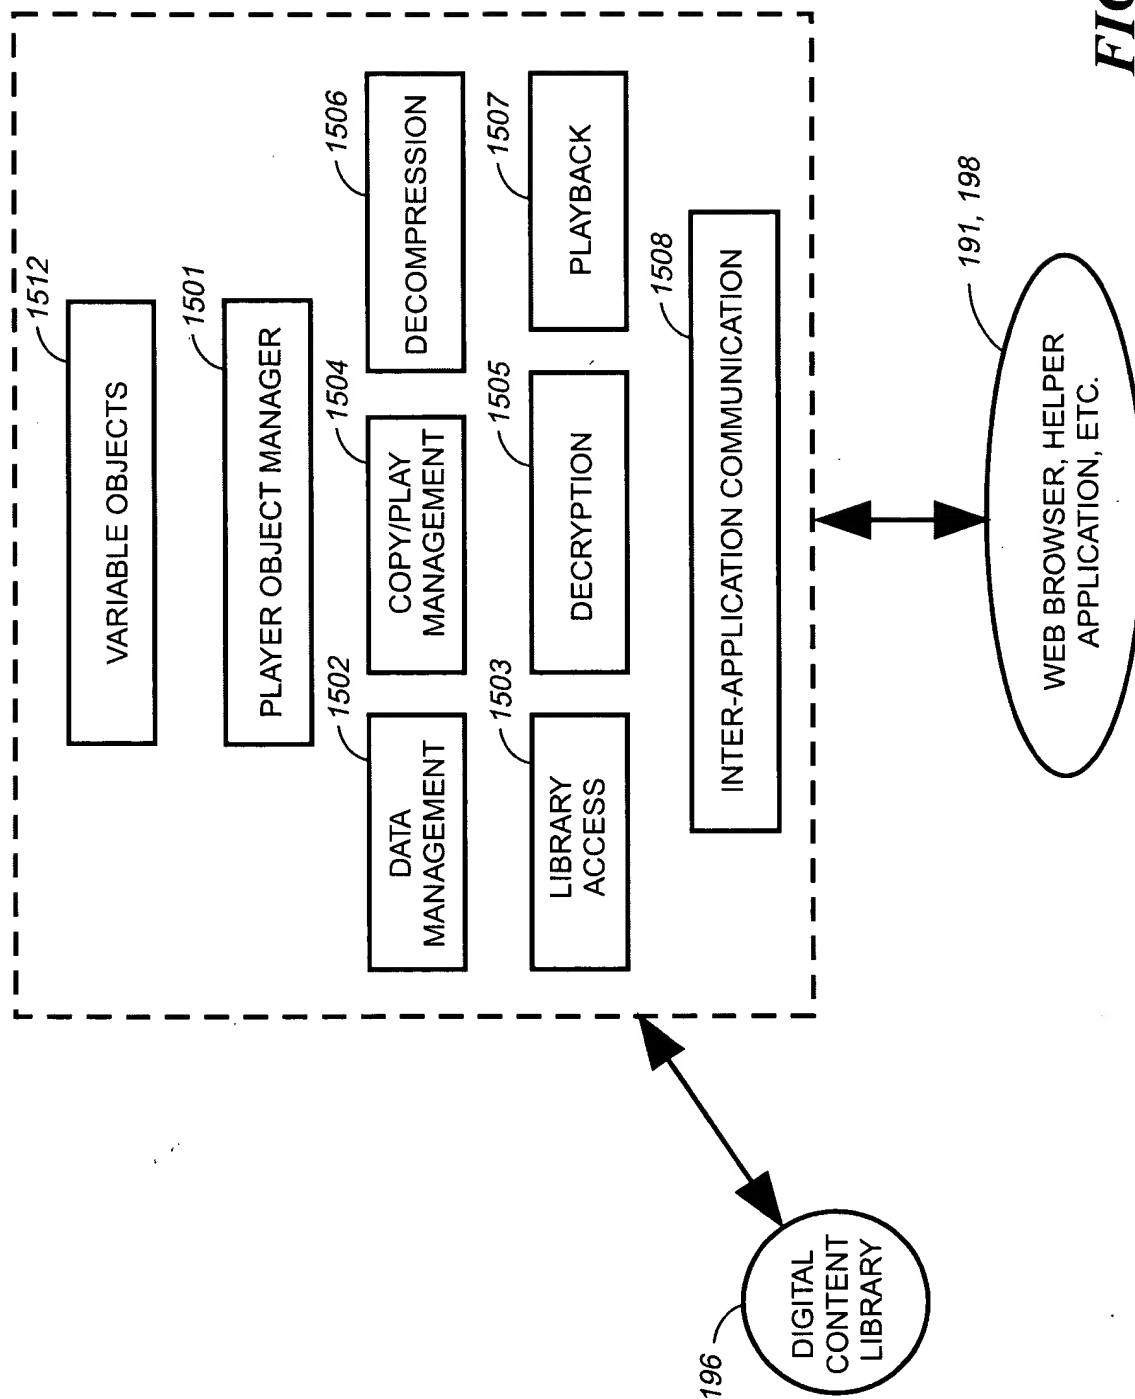 1512
VARIABLE OBJECTS
1501
PLAYER OBJECT MANAGER
1502
DATA
MANAGEMENT
1504
COPY/PLAY
MANAGEMENT
1506
DECOMPRESSION
1503
LIBRARY
ACCESS
1505
DECRYPTION
1507
PLAYBACK
1508
INTER-APPLICATION COMMUNICATION
196
DIGITAL
CONTENT
LIBRARY
191, 198
WEB BROWSER, HELPER
APPLICATION, ETC.